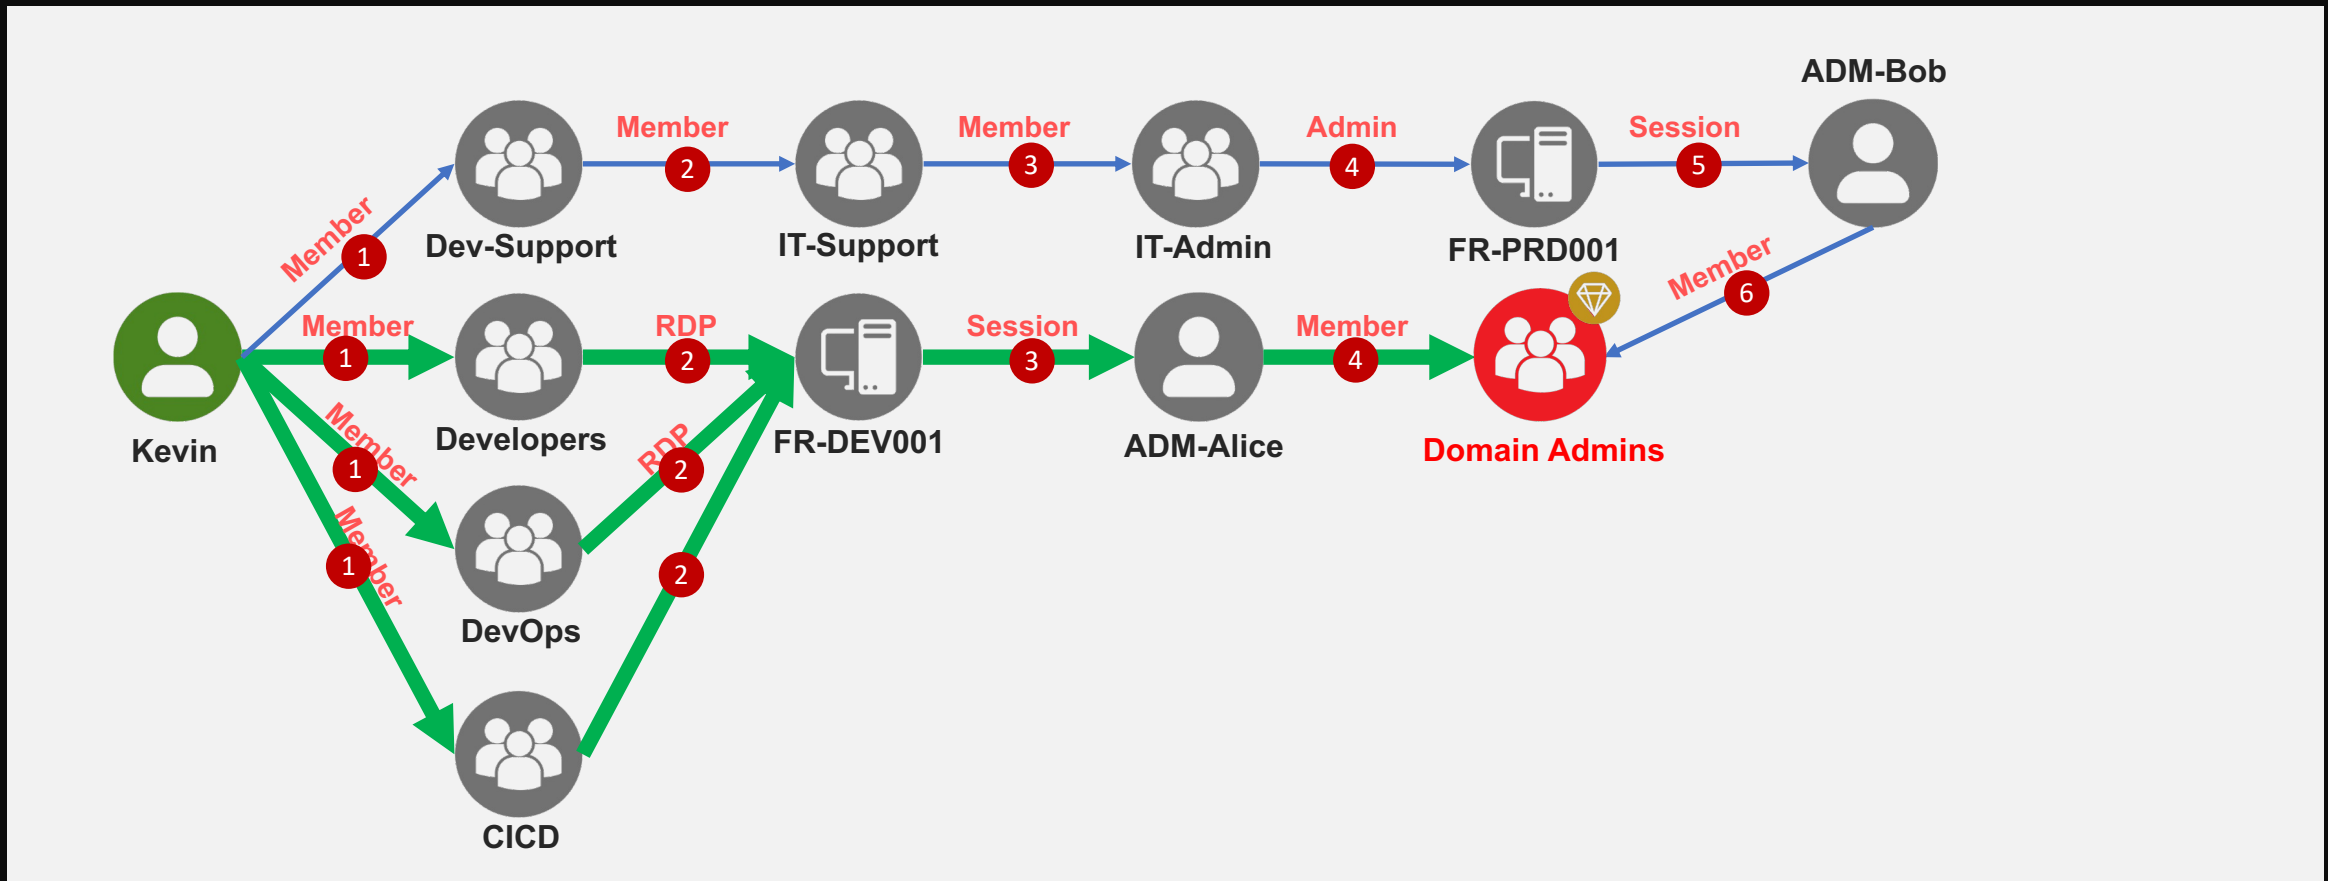 ADM-Bob
Member
Member
Admin
Session
2
3
4
5
Member
1
Dev-Support
IT-Support
IT-Admin
FR-PRD001
Member
6
Member
RDP
Session
Member
1
2
3
4
Kevin
Developers
FR-DEV001
ADM-Alice
Domain Admins
Member
1
RDP
2
Member
1
2
DevOps
CICD